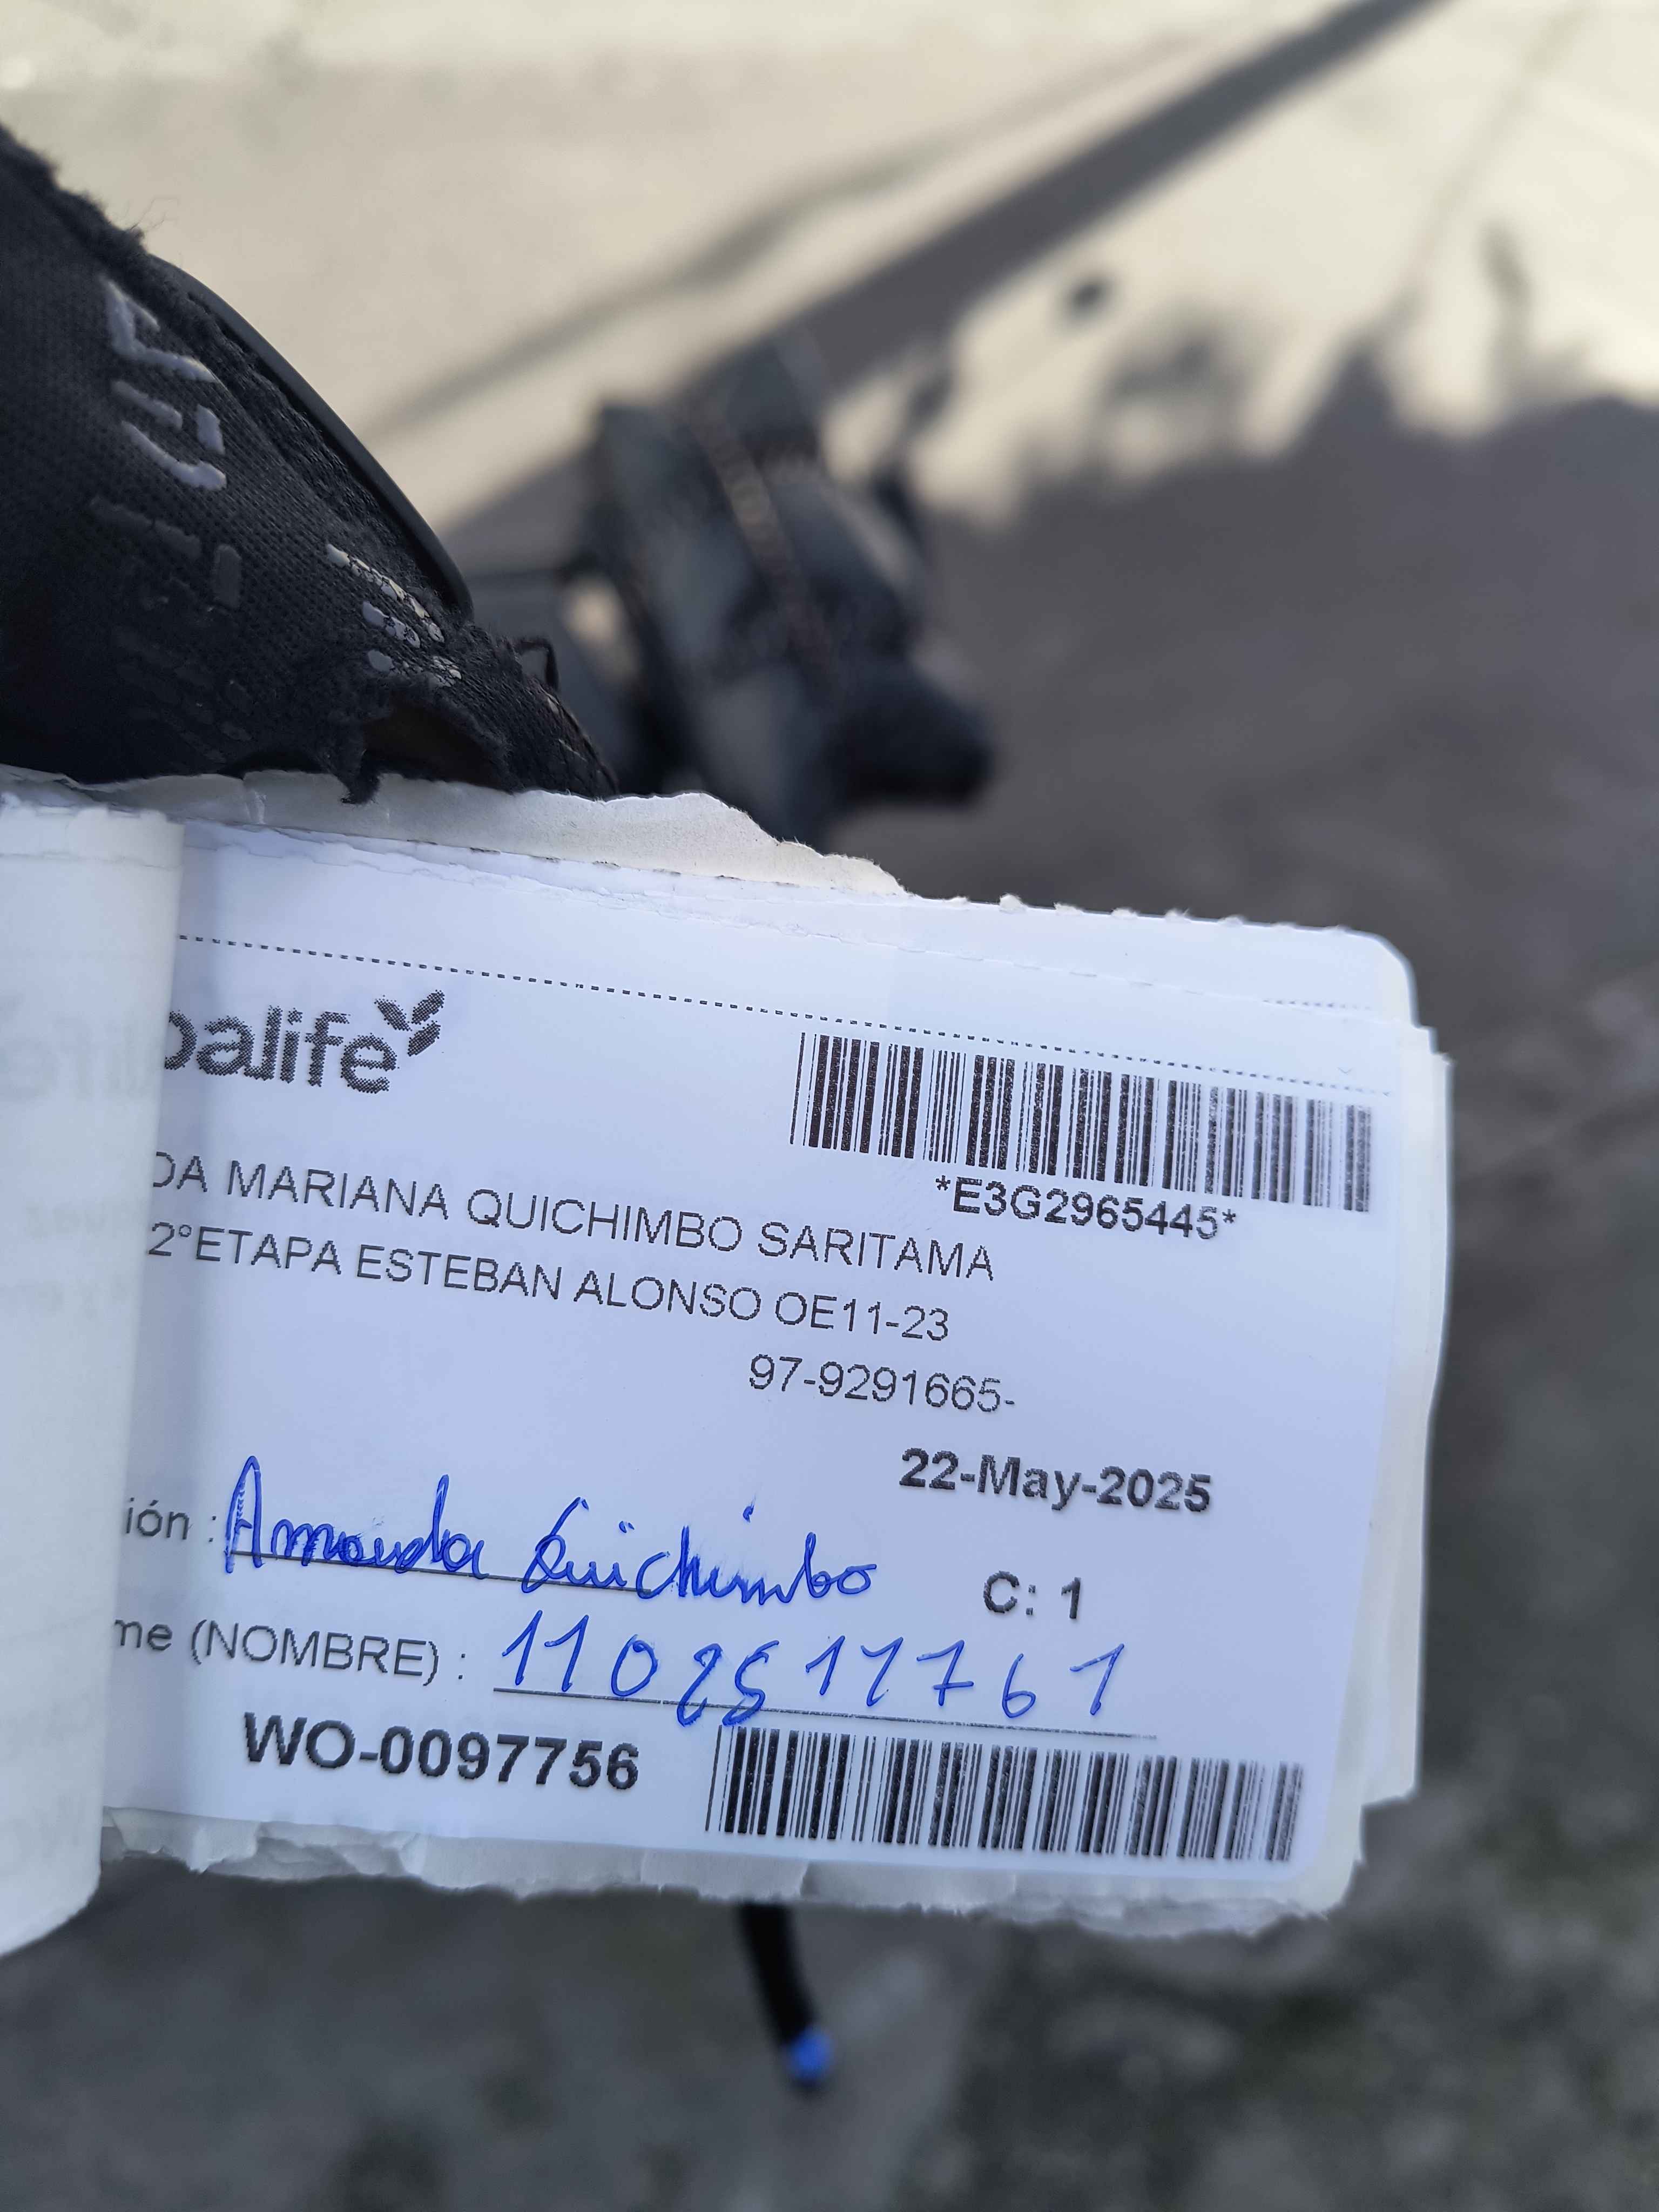 balife
*E3G2965445*
DA MARIANA QUICHIMBO SARITAMA
2°ETAPA ESTEBAN ALONSO OE11-23
97-9291665-
22-May-2025
ión : Amanda Quichimbo
C: 1
me (NOMBRE) : 1102511761
WO-0097756